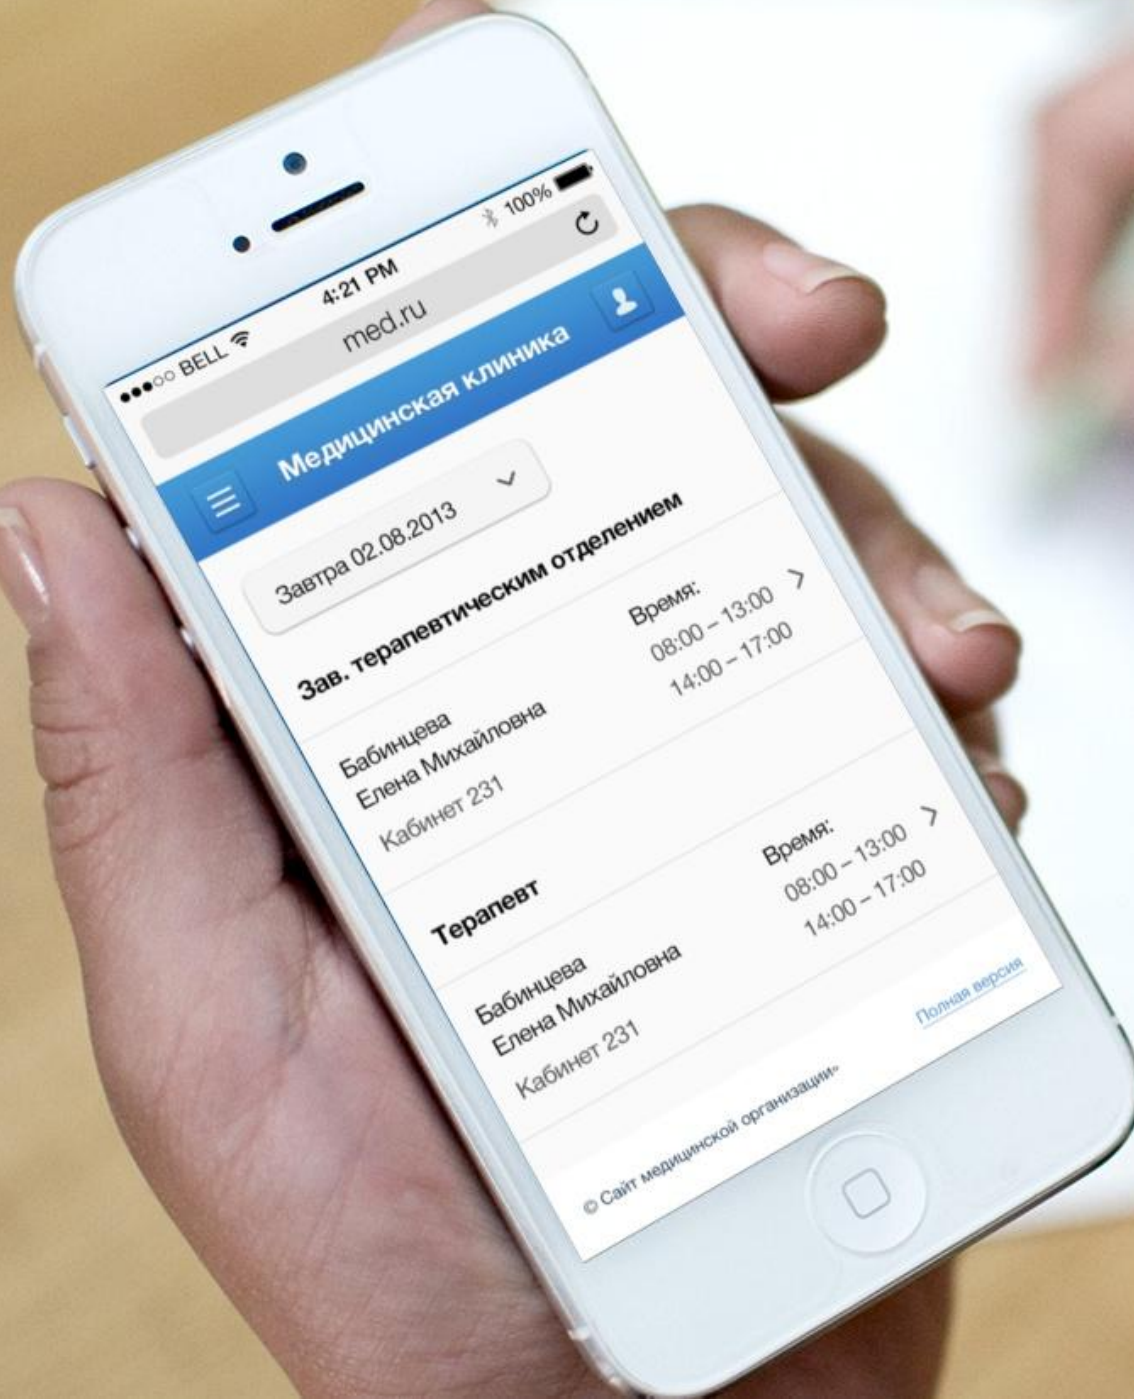 BELL 4:21 PM 100%
med.ru
Медицинская клиника
Завтра 02.08.2013
Зав. терапевтическим отделением
Бабинцева
Елена Михайловна
Кабинет 231
Время:
08:00 – 13:00
14:00 – 17:00
Терапевт
Бабинцева
Елена Михайловна
Кабинет 231
Время:
08:00 – 13:00
14:00 – 17:00
Полная версия
© Сайт медицинской организации»